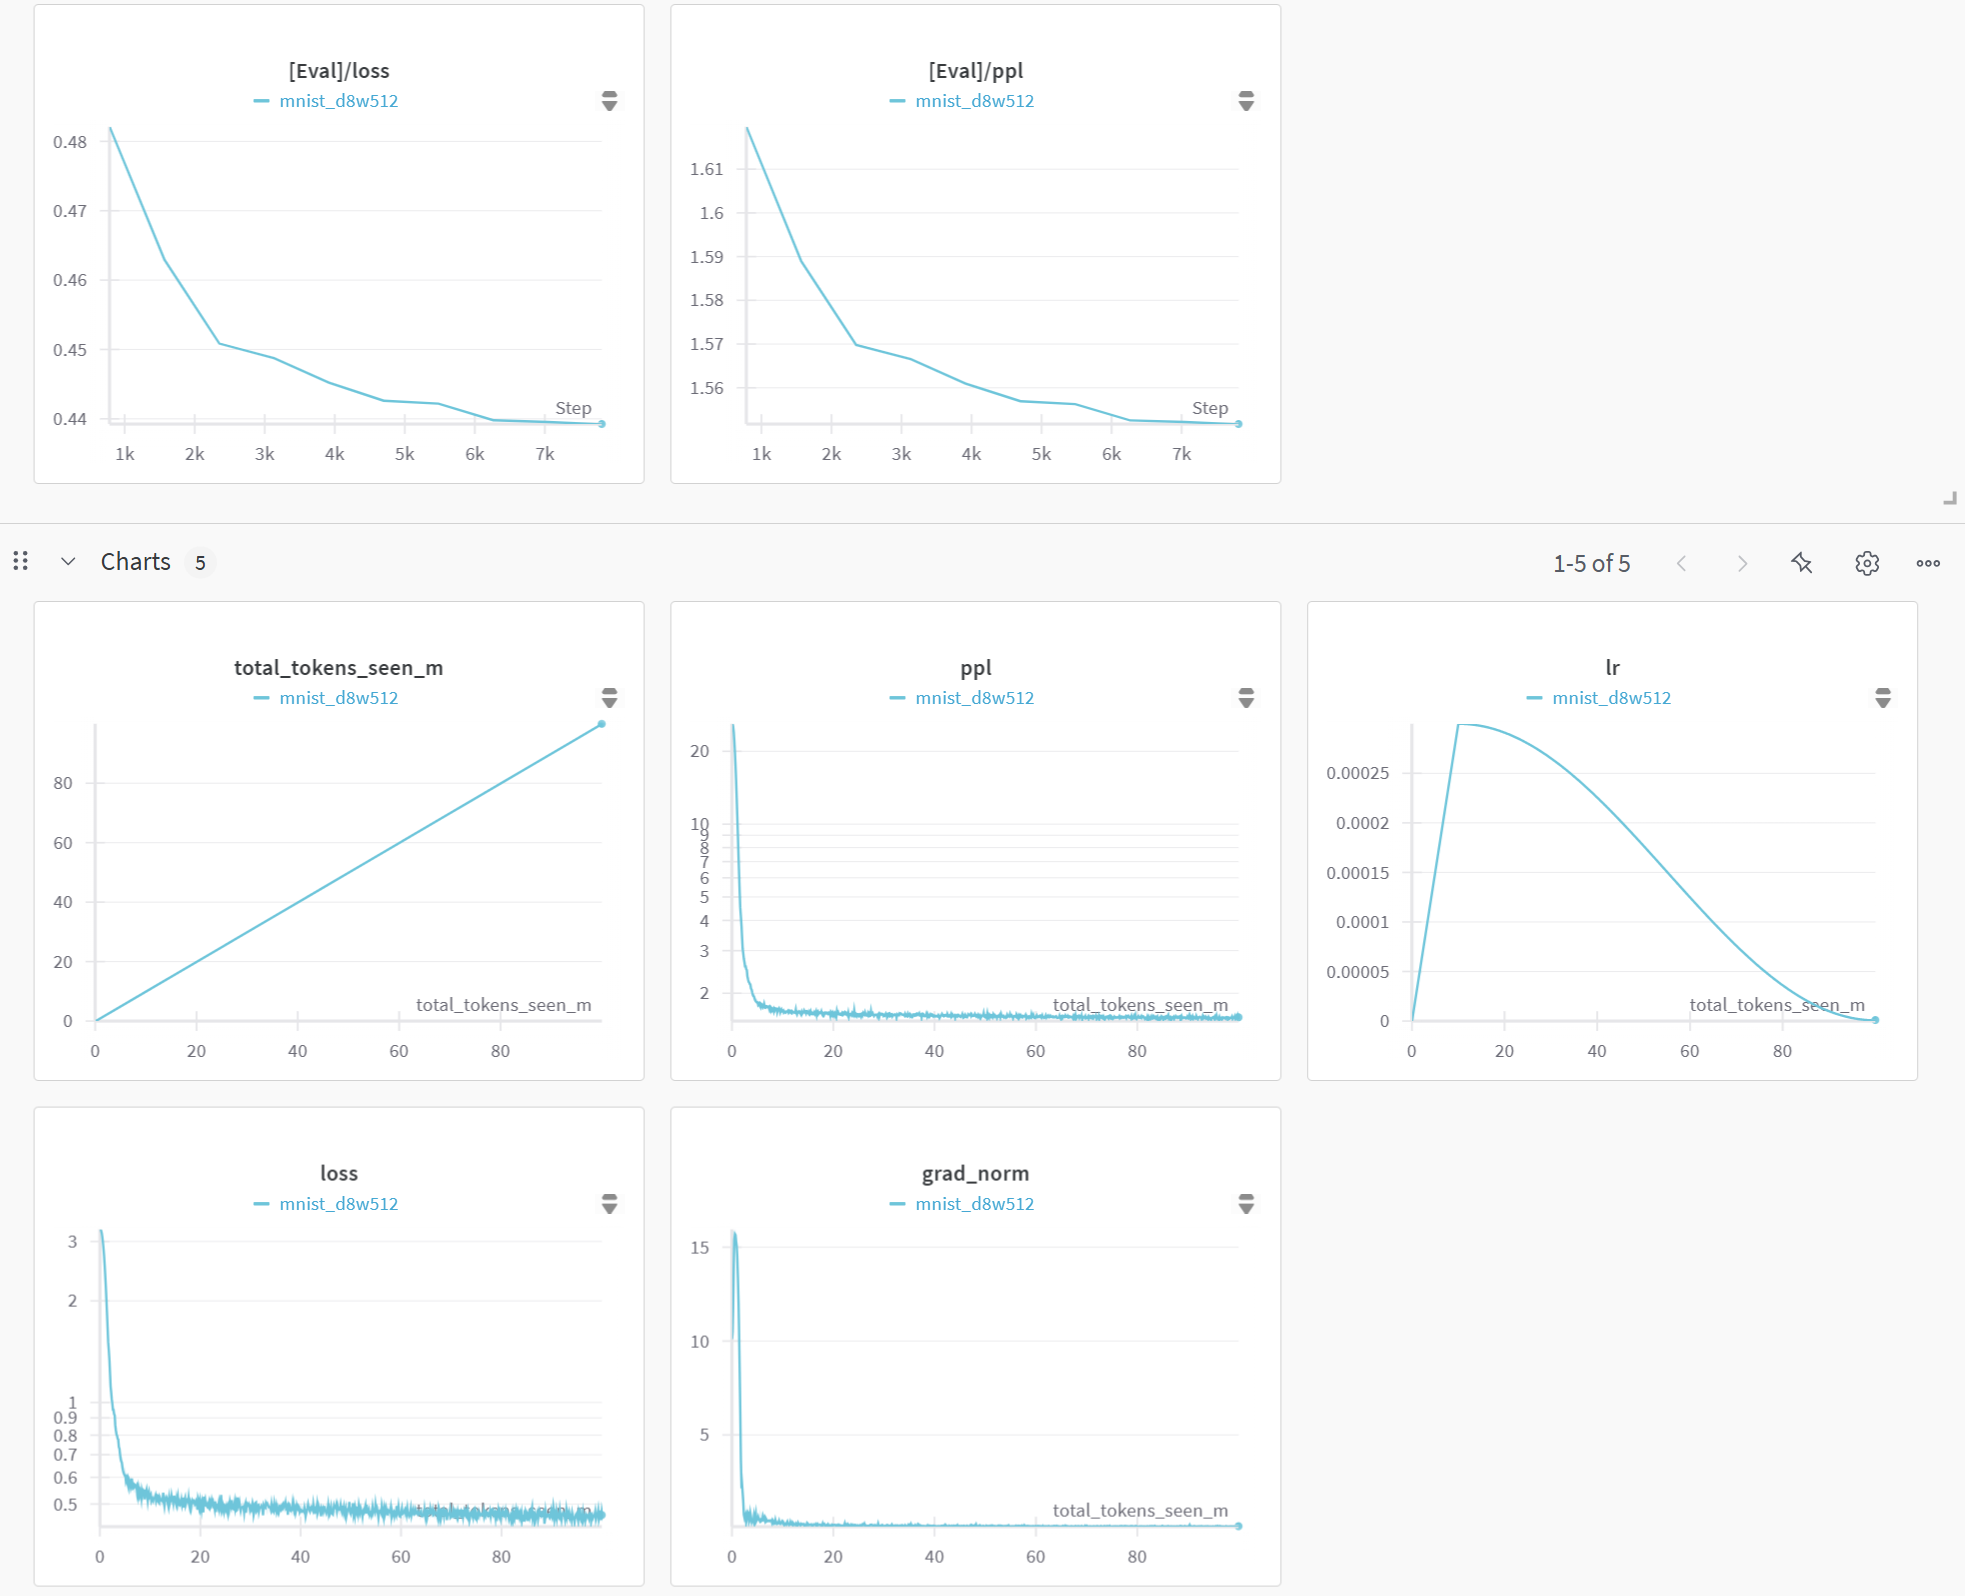 [Eval]/loss
mnist_d8w512
0.48
0.47
0.46
0.45
0.44
Step
1k 2k 3k 4k 5k 6k 7k
[Eval]/ppl
mnist_d8w512
1.61
1.6
1.59
1.58
1.57
1.56
Step
1k 2k 3k 4k 5k 6k 7k
Charts 5
1-5 of 5
total_tokens_seen_m
mnist_d8w512
80
60
40
20
0
total_tokens_seen_m
0 20 40 60 80
ppl
mnist_d8w512
20
10
9
8
7
6
5
4
3
2
total_tokens_seen_m
0 20 40 60 80
lr
mnist_d8w512
0.00025
0.0002
0.00015
0.0001
0.00005
0
total_tokens_seen_m
0 20 40 60 80
loss
mnist_d8w512
3
2
1
0.9
0.8
0.7
0.6
0.5
total_tokens_seen_m
0 20 40 60 80
grad_norm
mnist_d8w512
15
10
5
total_tokens_seen_m
0 20 40 60 80